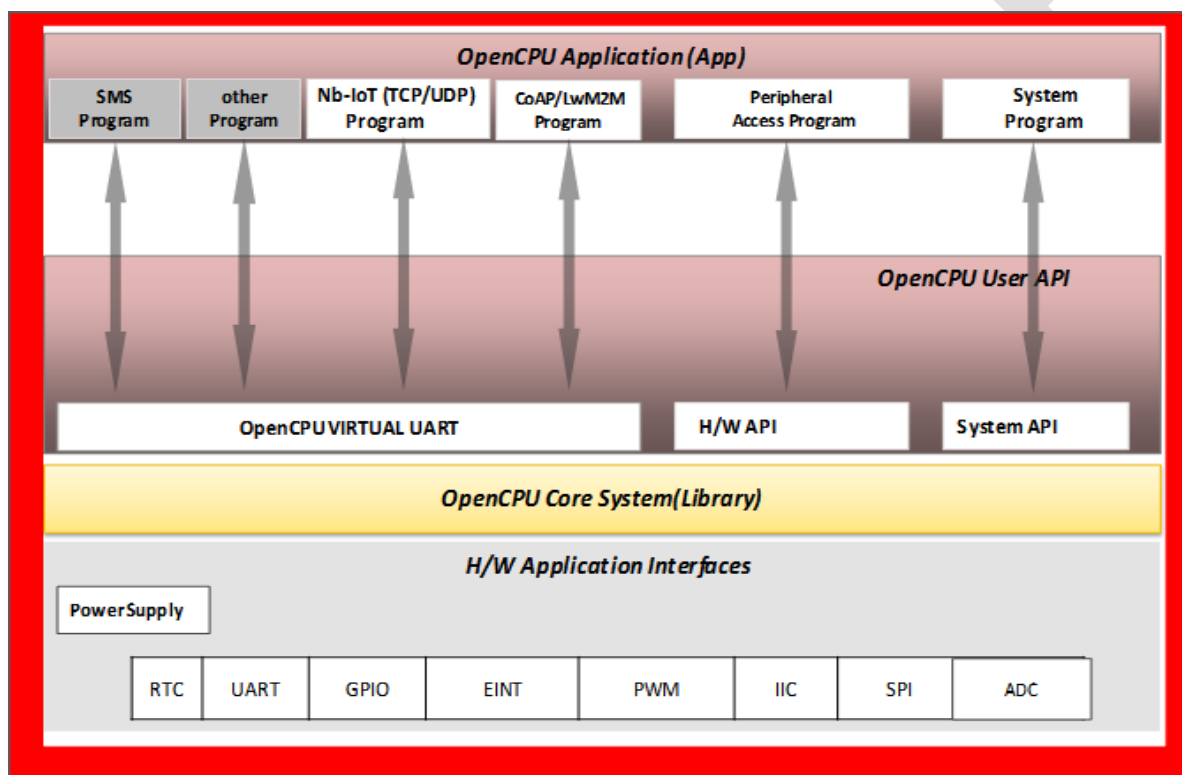 OpenCPU Application (App)
SMS
Program
other
Program
Nb-IoT (TCP/UDP)
Program
CoAP/LwM2M
Program
Peripheral
Access Program
System
Program
OpenCPU User API
OpenCPU VIRTUAL UART
H/W API
System API
OpenCPU Core System(Library)
H/W Application Interfaces
PowerSupply
RTC
UART
GPIO
EINT
PWM
IIC
SPI
ADC